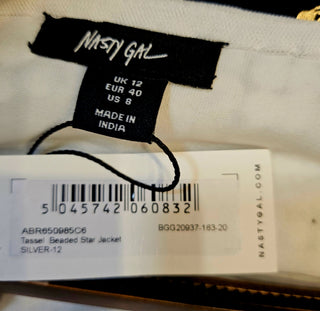 NASTY GAL
UK 12
EUR 40
US 8
MADE IN
INDIA
5 045742 060832
ABR650985C6
BGG20937-163-20
Tassel Beaded Star Jacket
SILVER-12
NASTYGAL.COM